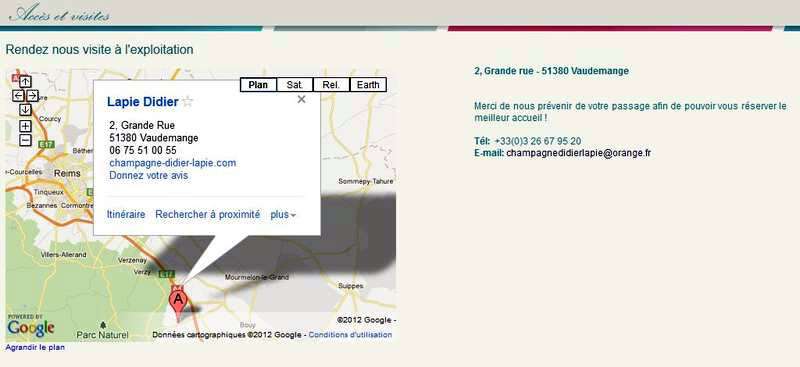 Accès et visites
Rendez nous visite à l'exploitation
Plan Sat. Rel. Earth
Lapie Didier
2, Grande Rue
51380 Vaudemange
06 75 51 00 55
champagne-didier-lapie.com
Donnez votre avis
Itinéraire Rechercher à proximité plus
E17
y-Courcelles
Reims
Tinqueux
Bezannes Cormontreuil
Sommepy-Tahure
E17
Villers-Allerand
Verzenay
Verzy
E17
Mourmelon-le-Grand
Suippes
A4
A
Bouy
POWERED BY
Google
Parc Naturel
©2012 Google -
Données cartographiques ©2012 Google - Conditions d'utilisation
Agrandir le plan
2, Grande rue - 51380 Vaudemange
Merci de nous prévenir de votre passage afin de pouvoir vous réserver le
meilleur accueil !
Tél: +33(0)3 26 67 95 20
E-mail: champagnedidierlapie@orange.fr